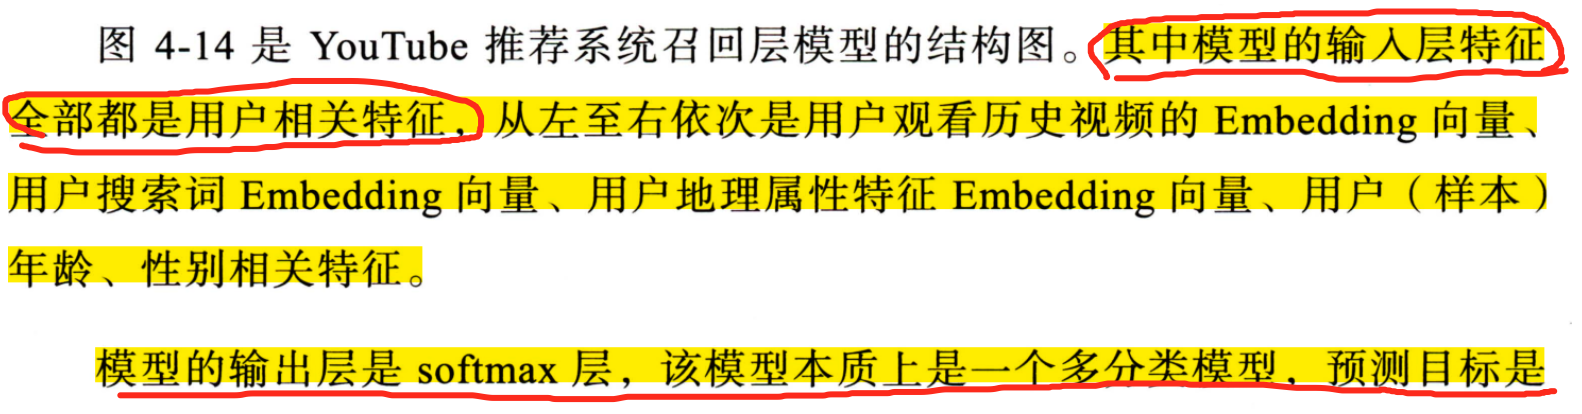 图 4-14 是 YouTube 推荐系统召回层模型的结构图。其中模型的输入层特征
全部都是用户相关特征，从左至右依次是用户观看历史视频的 Embedding 向量、
用户搜索词 Embedding 向量、用户地理属性特征 Embedding 向量、用户（样本）
年龄、性别相关特征。
模型的输出层是 softmax 层，该模型本质上是一个多分类模型，预测目标是